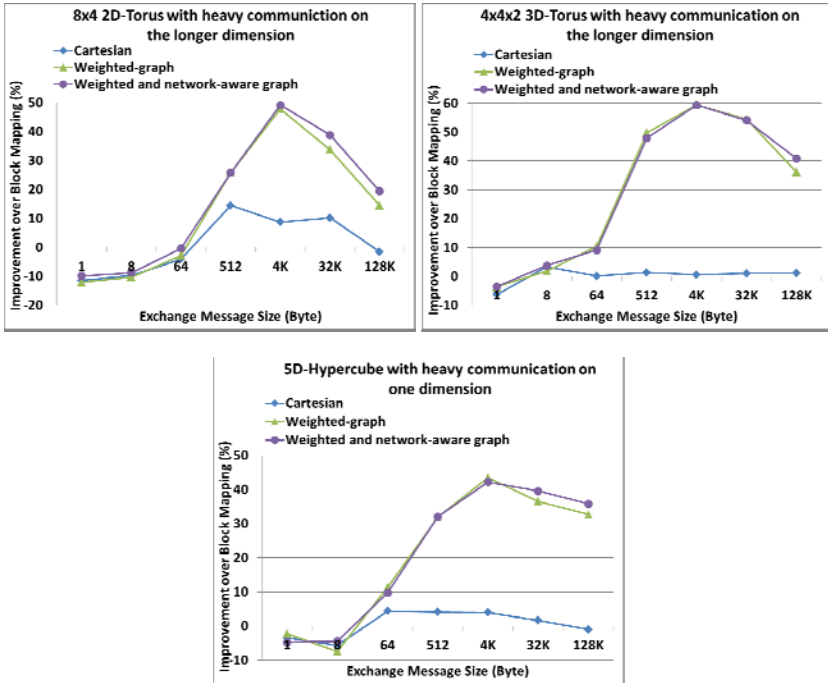 8x4 2D-Torus with heavy communiction on
the longer dimension
Cartesian
Weighted-graph
Weighted and network-aware graph
Improvement over Block Mapping (%)
50
40
30
20
10
0
-10
-20
1 8 64 512 4K 32K 128K
Exchange Message Size (Byte)
4x4x2 3D-Torus with heavy communication on
the longer dimension
Cartesian
Weighted-graph
Weighted and network-aware graph
Improvement over Block Mapping (%)
60
50
40
30
20
10
0
-10
1 8 64 512 4K 32K 128K
Exchange Message Size (Byte)
5D-Hypercube with heavy communication on
one dimension
Cartesian
Weighted-graph
Weighted and network-aware graph
Improvement over Block Mapping (%)
50
40
30
20
10
0
-10
1 8 64 512 4K 32K 128K
Exchange Message Size (Byte)